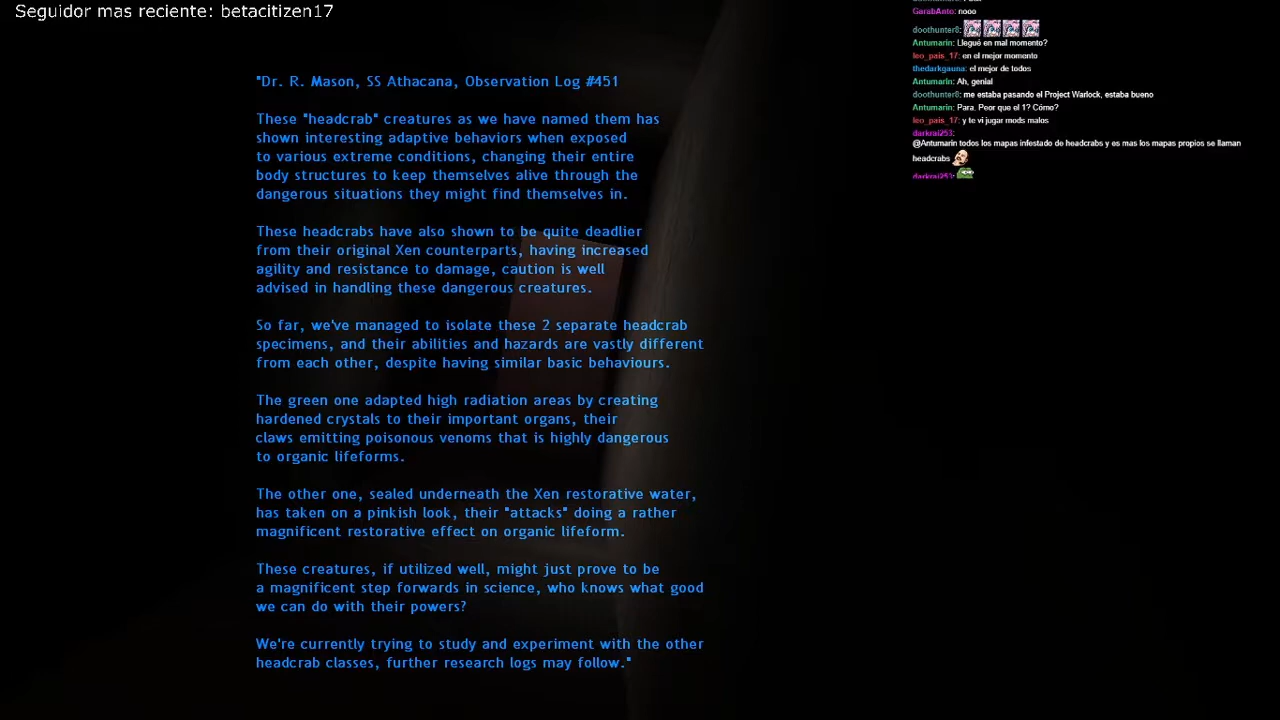 Seguidor mas reciente: betacitizen17
GarabAnto: nooo
doothunter8:
Antumarin: Llegué en mal momento?
leo_pais_17: en el mejor momento
thedarkgauna: el mejor de todos
Antumarin: Ah, genial
doothunter8: me estaba pasando el Project Warlock, estaba bueno
Antumarin: Para. Peor que el 1? Cómo?
leo_pais_17: y te vi jugar mods malos
darkrai253:
@Antumarin todos los mapas infestado de headcrabs y es mas los mapas propios se llaman
headcrabs
darkrai253:
"Dr. R. Mason, SS Athacana, Observation Log #451
These "headcrab" creatures as we have named them has
shown interesting adaptive behaviors when exposed
to various extreme conditions, changing their entire
body structures to keep themselves alive through the
dangerous situations they might find themselves in.
These headcrabs have also shown to be quite deadlier
from their original Xen counterparts, having increased
agility and resistance to damage, caution is well
advised in handling these dangerous creatures.
So far, we've managed to isolate these 2 separate headcrab
specimens, and their abilities and hazards are vastly different
from each other, despite having similar basic behaviours.
The green one adapted high radiation areas by creating
hardened crystals to their important organs, their
claws emitting poisonous venoms that is highly dangerous
to organic lifeforms.
The other one, sealed underneath the Xen restorative water,
has taken on a pinkish look, their "attacks" doing a rather
magnificent restorative effect on organic lifeform.
These creatures, if utilized well, might just prove to be
a magnificent step forwards in science, who knows what good
we can do with their powers?
We're currently trying to study and experiment with the other
headcrab classes, further research logs may follow."